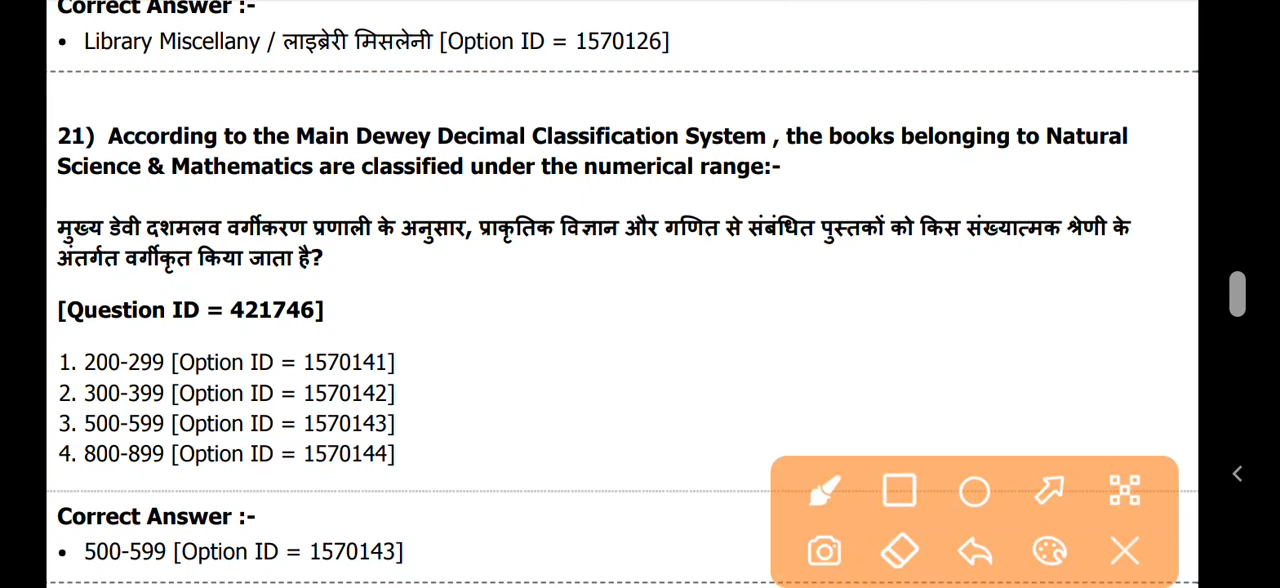 Correct Answer :-
• Library Miscellany / लाइब्रेरी मिसलेनी [Option ID = 1570126]
21) According to the Main Dewey Decimal Classification System , the books belonging to Natural
Science & Mathematics are classified under the numerical range:-
मुख्य डेवी दशमलव वर्गीकरण प्रणाली के अनुसार, प्राकृतिक विज्ञान और गणित से संबंधित पुस्तकों को किस संख्यात्मक श्रेणी के
अंतर्गत वर्गीकृत किया जाता है?
[Question ID = 421746]
1. 200-299 [Option ID = 1570141]
2. 300-399 [Option ID = 1570142]
3. 500-599 [Option ID = 1570143]
4. 800-899 [Option ID = 1570144]
Correct Answer :-
• 500-599 [Option ID = 1570143]